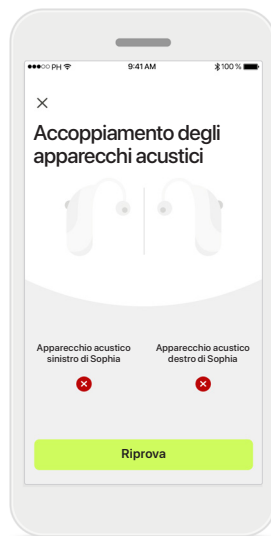 ●●●○○ PH 9:41 AM 100 %
Accoppiamento degli
apparecchi acustici
Apparecchio acustico
sinistro di Sophia
Apparecchio acustico
destro di Sophia
Riprova